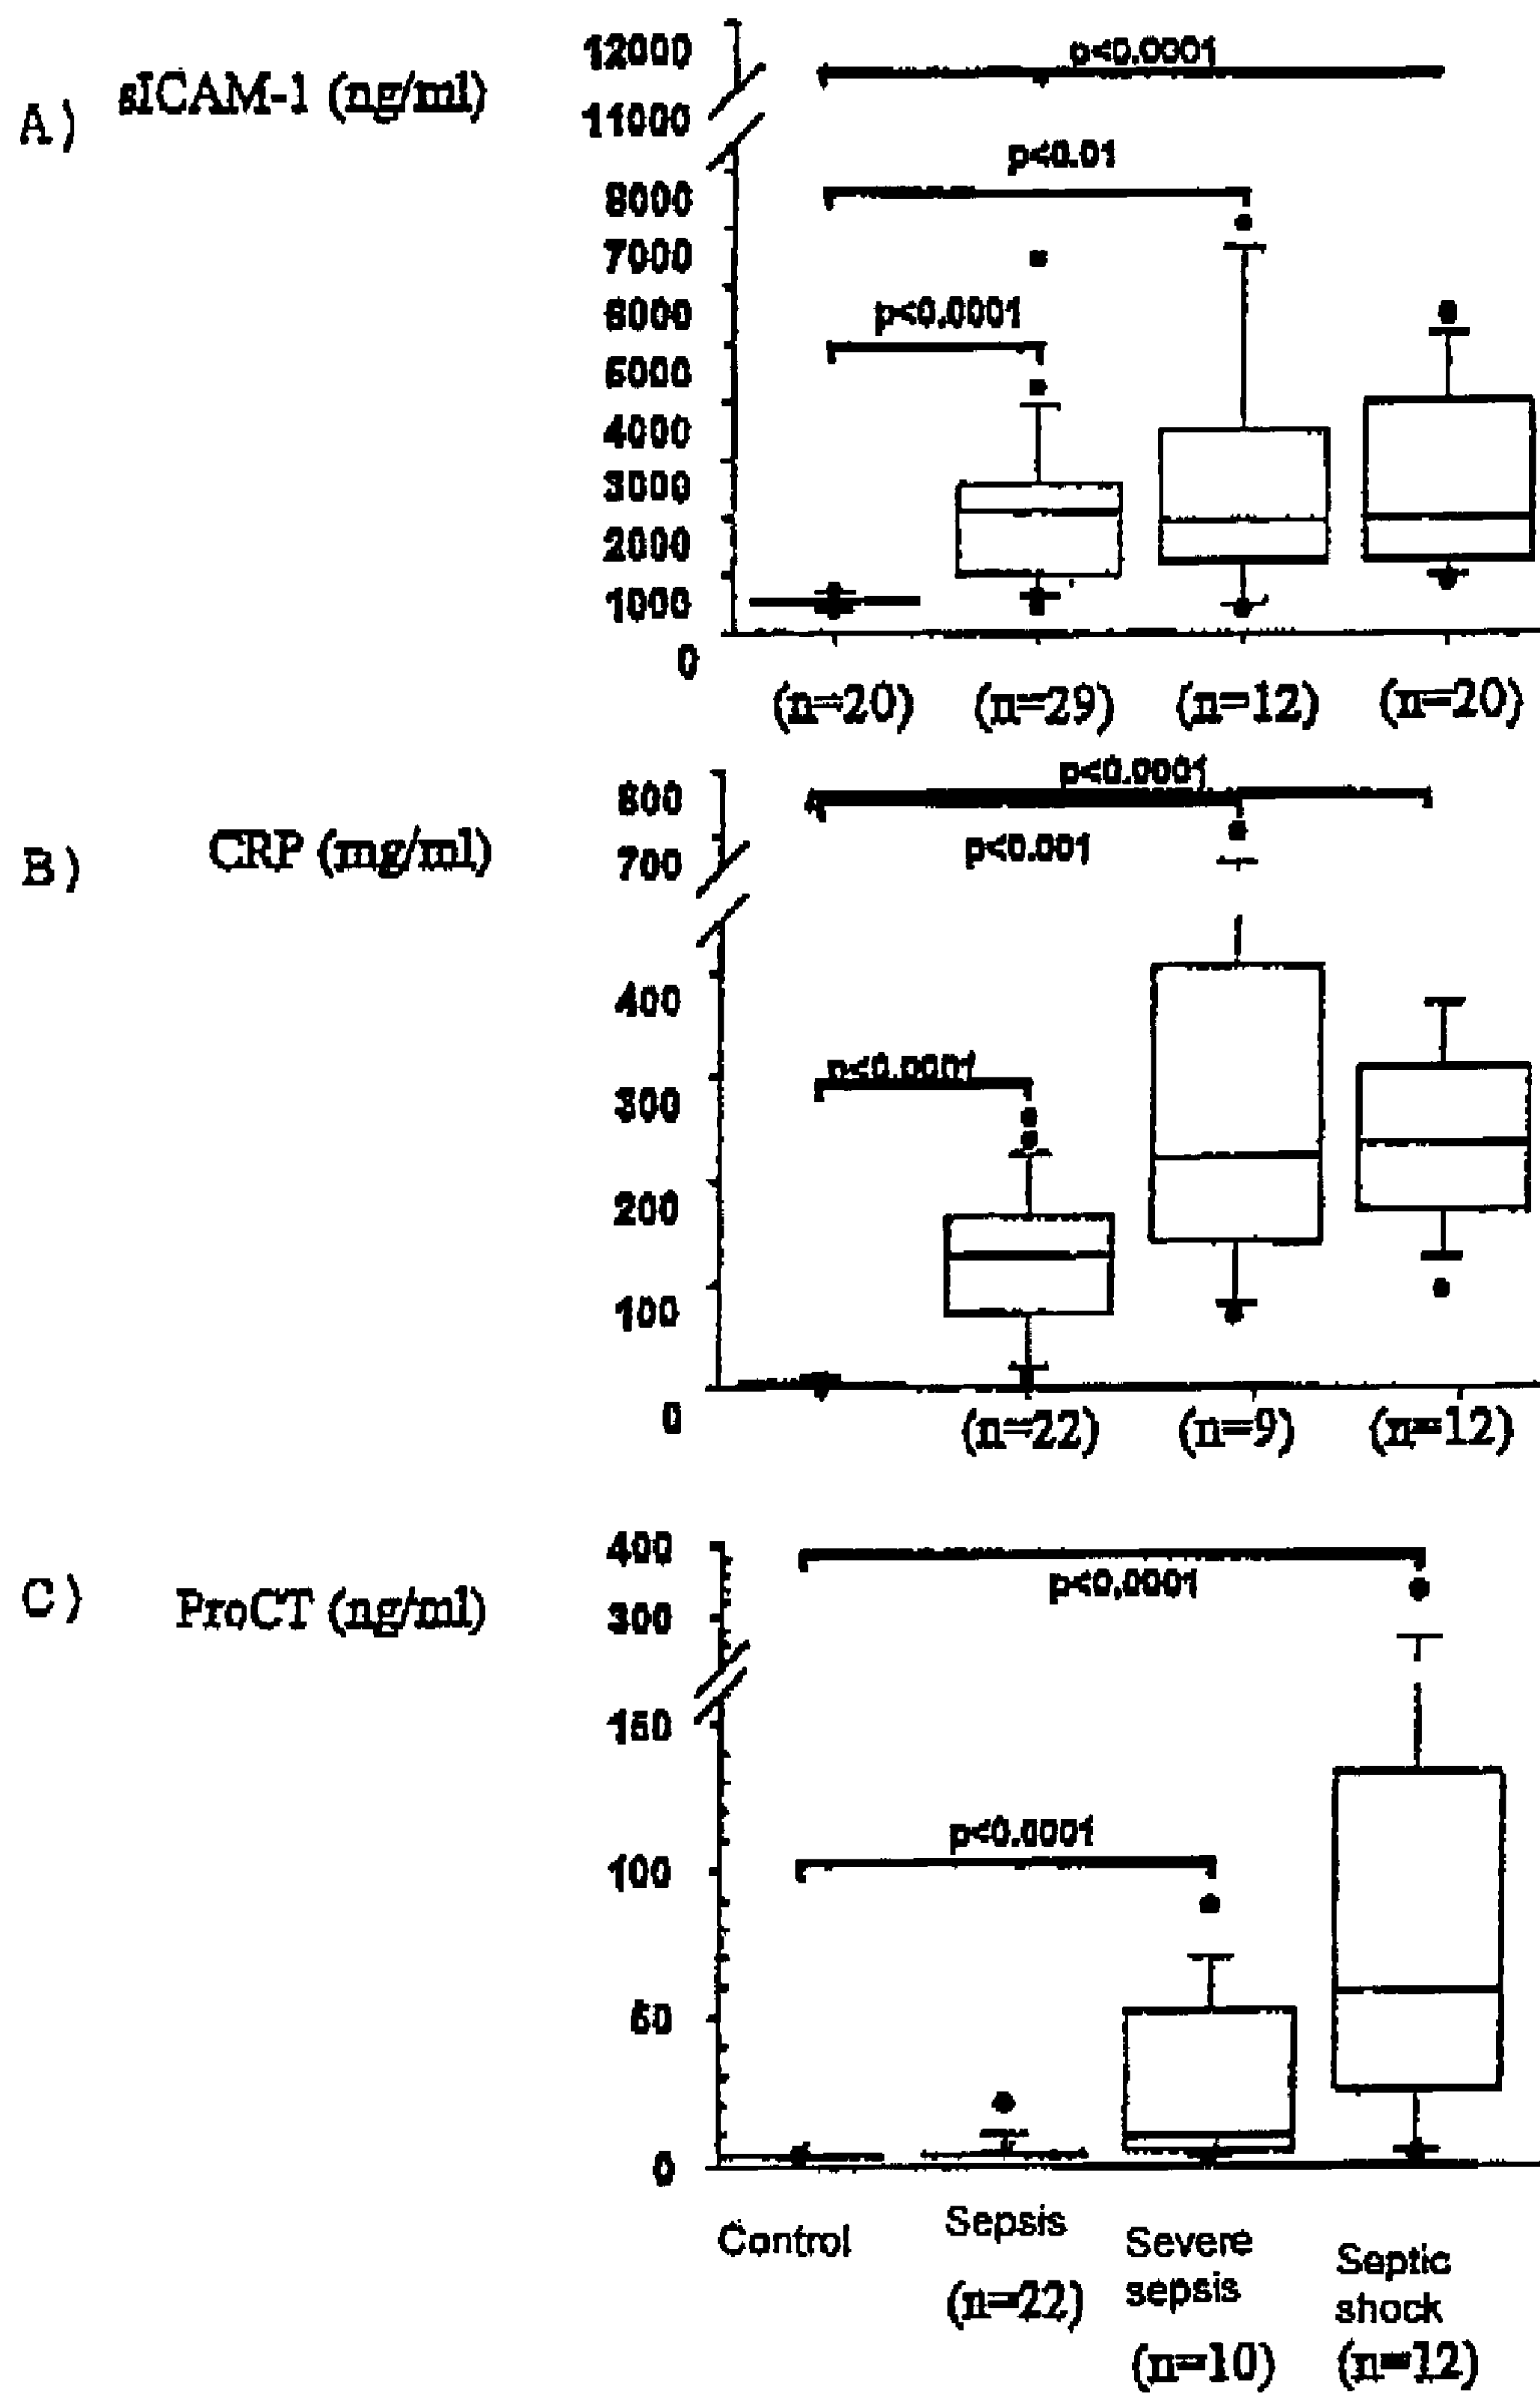 12000
p<0.0001
A) sICAM-1 (ng/ml)
11000
p<0.01
8000
7000
6000
p<0.0001
5000
4000
3000
2000
1000
0
(n=20) (n=29) (n=12) (n=20)
p<0.0001
800
B) CRP (mg/ml)
700
p<0.001
400
p<0.0001
300
200
100
0
(n=22) (n=9) (n=12)
400
p<0,0001
C) ProCT (ng/ml)
300
150
p<0.0001
100
50
0
Control
Sepsis
(n=22)
Severe
sepsis
(n=10)
Septic
shock
(n=12)